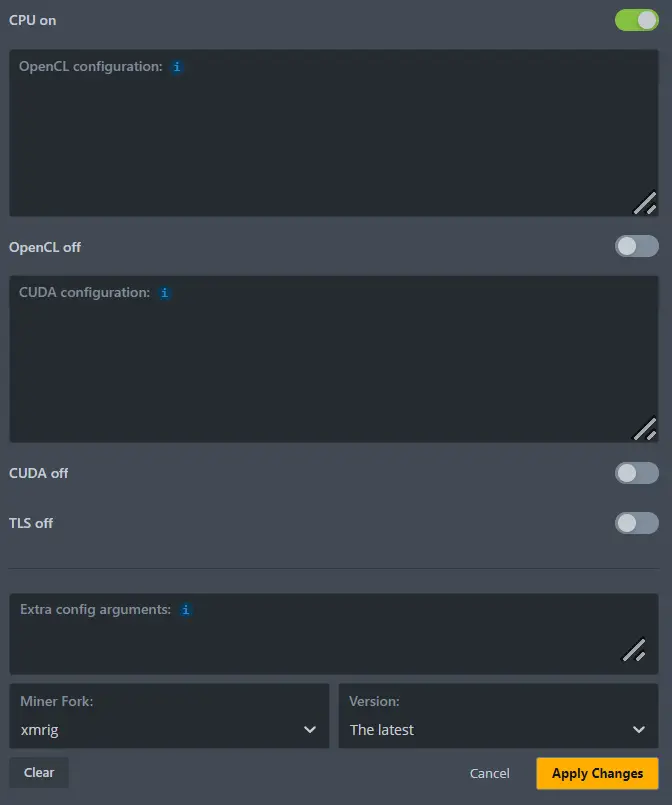 CPU on
OpenCL configuration: i
OpenCL off
CUDA configuration: i
CUDA off
TLS off
Extra config arguments: i
Miner Fork:
xmrig
Version:
The latest
Clear
Cancel
Apply Changes